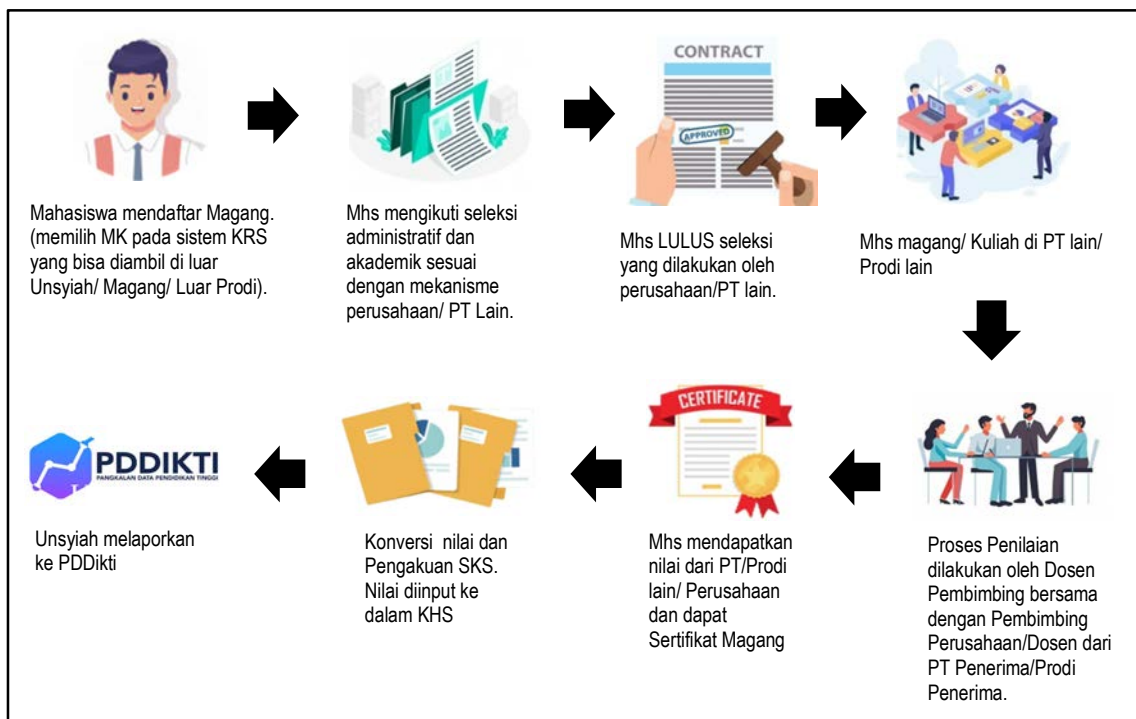 CONTRACT
APPROVED
Mahasiswa mendaftar Magang.
(memilih MK pada sistem KRS
yang bisa diambil di luar
Unsyiah/ Magang/ Luar Prodi).
Mhs mengikuti seleksi
administratif dan
akademik sesuai
dengan mekanisme
perusahaan/ PT Lain.
Mhs LULUS seleksi
yang dilakukan oleh
perusahaan/PT lain.
Mhs magang/ Kuliah di PT lain/
Prodi lain
Proses Penilaian
dilakukan oleh Dosen
Pembimbing bersama
dengan Pembimbing
Perusahaan/Dosen dari
PT Penerima/Prodi
Penerima.
CERTIFICATE
Mhs mendapatkan
nilai dari PT/Prodi
lain/ Perusahaan
dan dapat
Sertifikat Magang
Konversi nilai dan
Pengakuan SKS.
Nilai diinput ke
dalam KHS
PDDIKTI
PANGKALAN DATA PENDIDIKAN TINGGI
Unsyiah melaporkan
ke PDDikti